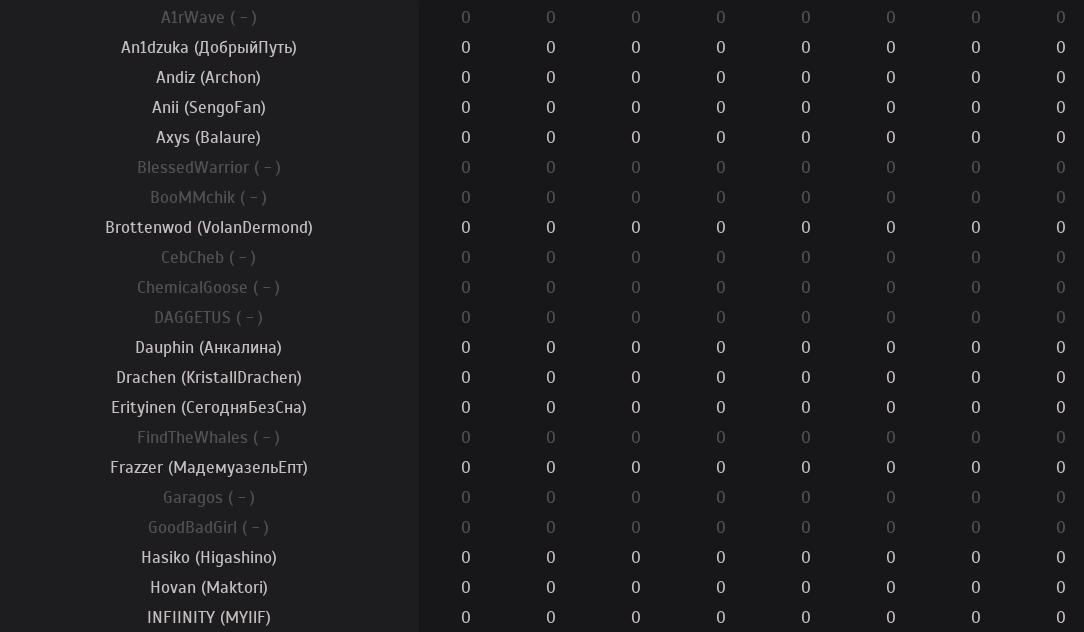 A1rWave ( – ) 0 0 0 0 0 0 0 0
An1dzuka (ДобрыйПуть) 0 0 0 0 0 0 0 0
Andiz (Archon) 0 0 0 0 0 0 0 0
Anii (SengoFan) 0 0 0 0 0 0 0 0
Axys (Balaure) 0 0 0 0 0 0 0 0
BlessedWarrior ( – ) 0 0 0 0 0 0 0 0
BooMMchik ( – ) 0 0 0 0 0 0 0 0
Brottenwod (VolanDermond) 0 0 0 0 0 0 0 0
CebCheb ( – ) 0 0 0 0 0 0 0 0
ChemicalGoose ( – ) 0 0 0 0 0 0 0 0
DAGGETUS ( – ) 0 0 0 0 0 0 0 0
Dauphin (Анкалина) 0 0 0 0 0 0 0 0
Drachen (KristallDrachen) 0 0 0 0 0 0 0 0
Erityinen (СегодняБезСна) 0 0 0 0 0 0 0 0
FindTheWhales ( – ) 0 0 0 0 0 0 0 0
Frazzer (МадемуазельЕпт) 0 0 0 0 0 0 0 0
Garagos ( – ) 0 0 0 0 0 0 0 0
GoodBadGirl ( – ) 0 0 0 0 0 0 0 0
Hasiko (Higashino) 0 0 0 0 0 0 0 0
Hovan (Maktori) 0 0 0 0 0 0 0 0
INFIINITY (MYIIF) 0 0 0 0 0 0 0 0